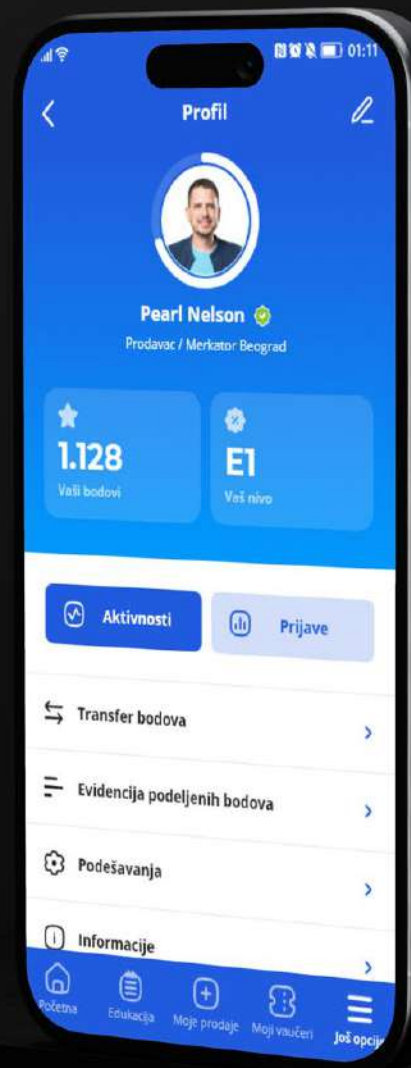 01:11
Profil
Pearl Nelson
Prodavac / Merkator Beograd
1.128
E1
Vaši bodovi
Vaš nivo
Aktivnosti
Prijave
Transfer bodova
Evidencija podeljenih bodova
Podešavanja
Informacije
Početna
Edukacija
Moje prodaje
Moji vaučeri
Još opcije